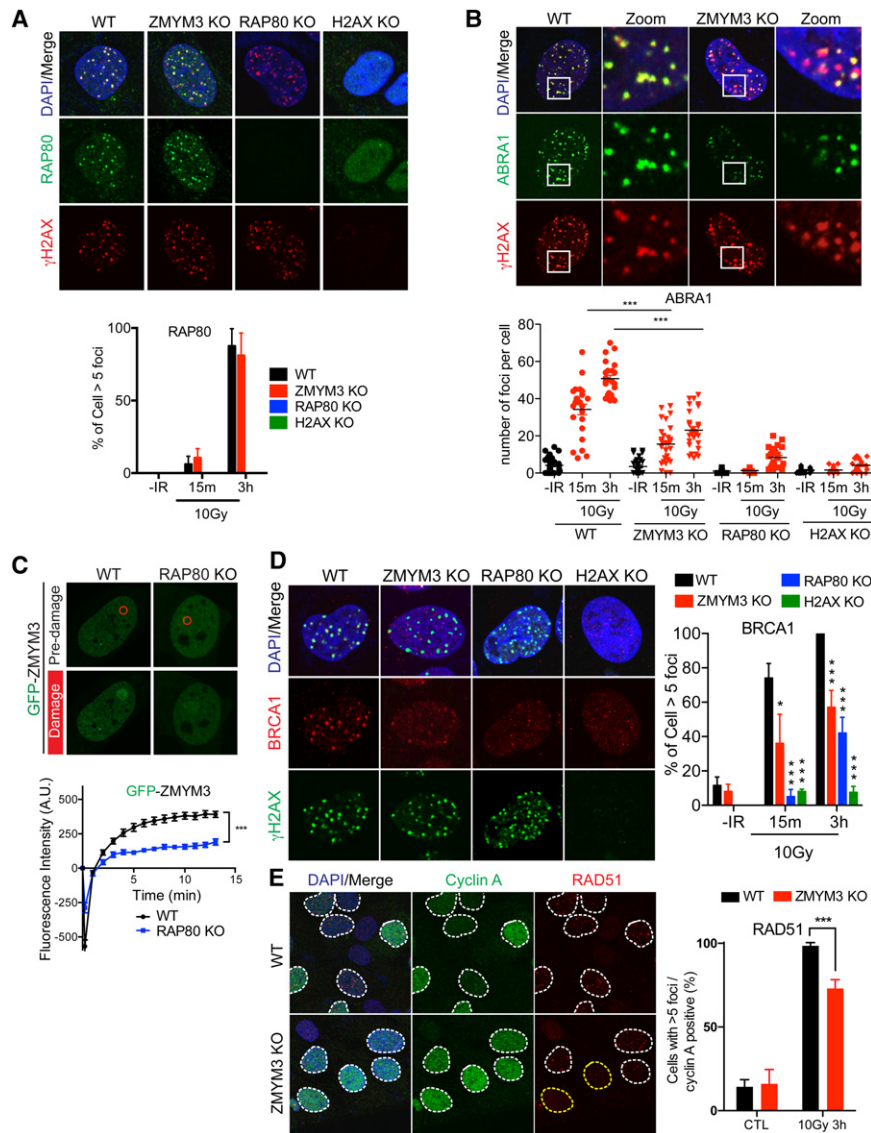 A
WT ZMYM3 KO RAP80 KO H2AX KO
DAPI/Merge
RAP80
γH2AX
RAP80
% of Cell > 5 foci
100
50
0
-IR 15m 3h
10Gy
WT
ZMYM3 KO
RAP80 KO
H2AX KO
B
WT Zoom ZMYM3 KO Zoom
DAPI/Merge
ABRA1
γH2AX
ABRA1
***
***
number of foci per cell
80
60
40
20
0
-IR 15m 3h -IR 15m 3h -IR 15m 3h -IR 15m 3h
10Gy 10Gy 10Gy 10Gy
WT ZMYM3 KO RAP80 KO H2AX KO
C
WT RAP80 KO
GFP-ZMYM3
Pre-damage
Damage
GFP-ZMYM3
Fluorescence Intensity (A.U.)
500
250
0
-250
-500
5 10 15
Time (min)
***
WT
RAP80 KO
D
WT ZMYM3 KO RAP80 KO H2AX KO
DAPI/Merge
BRCA1
γH2AX
WT RAP80 KO
ZMYM3 KO H2AX KO
BRCA1
% of Cell > 5 foci
100
80
60
40
20
0
* *** *** *** *** ***
-IR 15m 3h
10Gy
E
DAPI/Merge Cyclin A RAD51
WT
ZMYM3 KO
WT ZMYM3 KO
RAD51
***
Cells with >5 foci /
cyclin A positive (%)
100
50
0
CTL 10Gy 3h